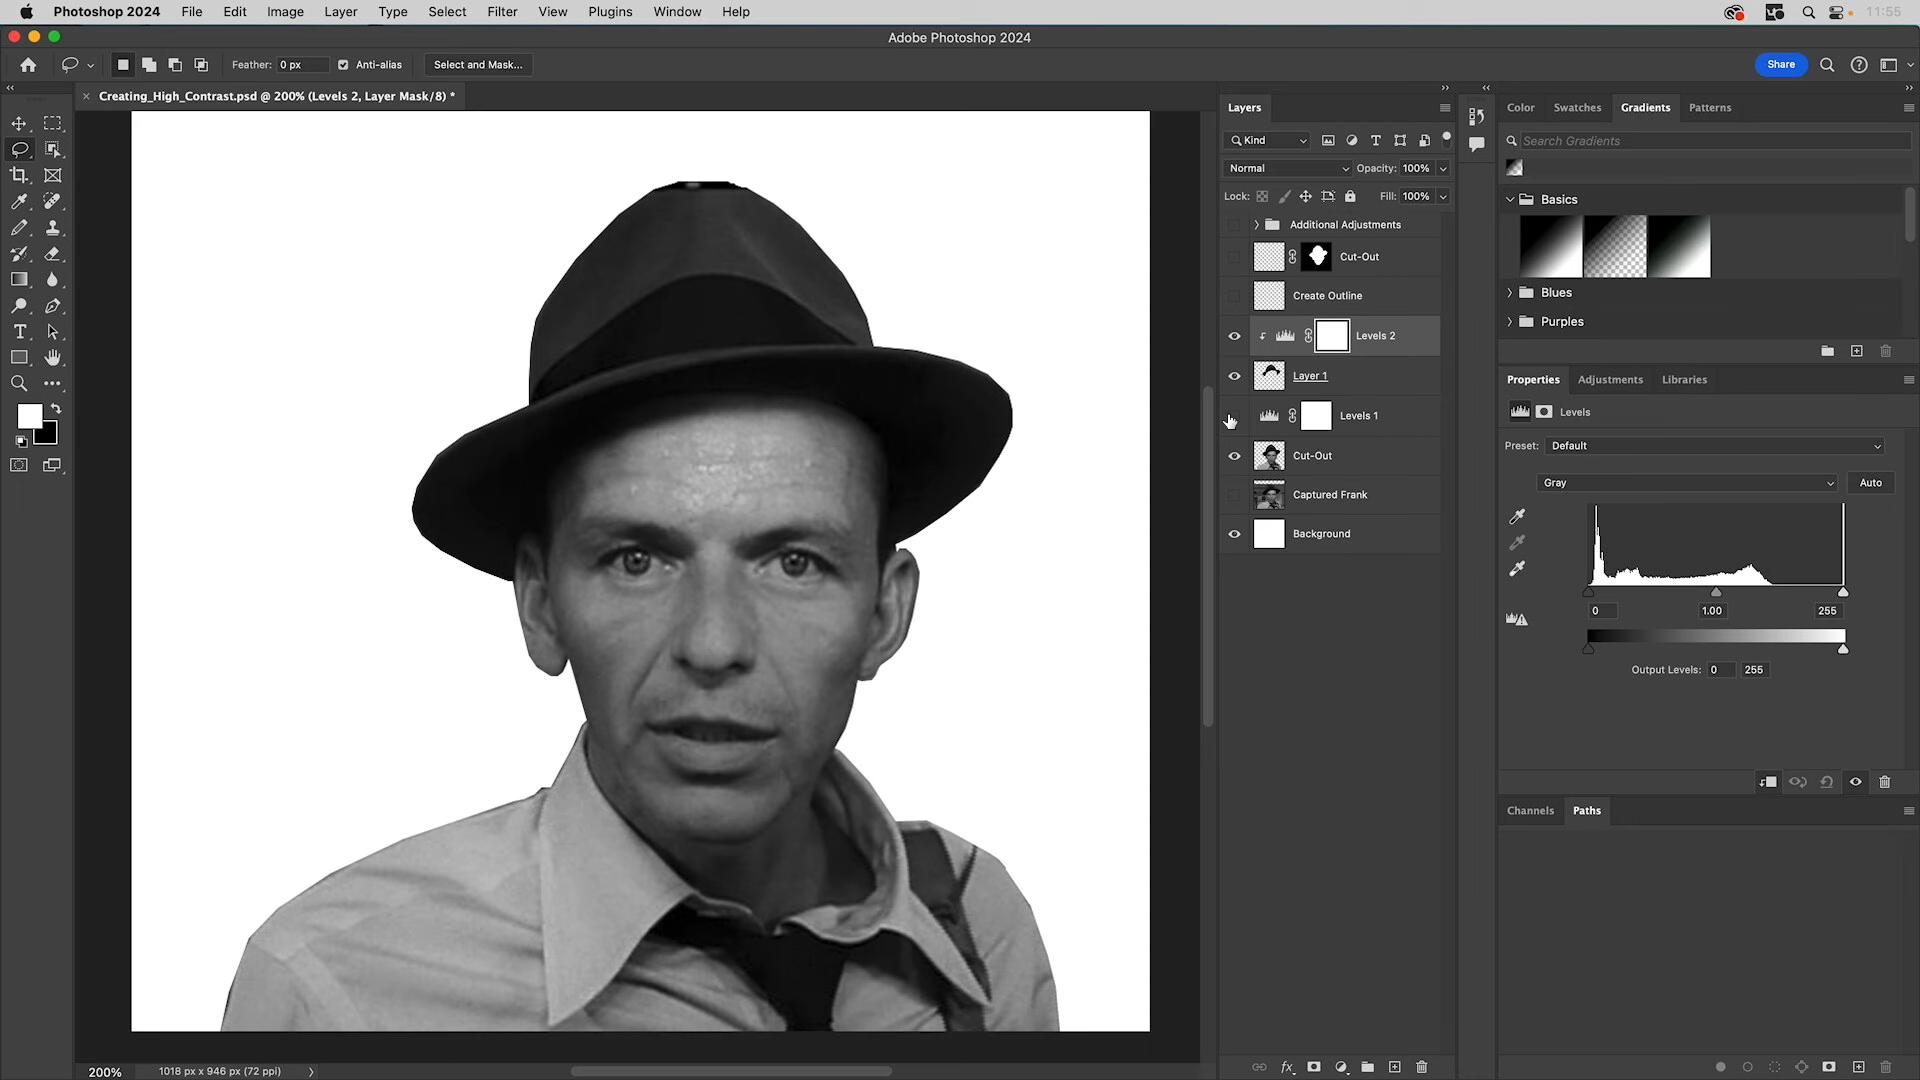 Photoshop 2024 File Edit Image Layer Type Select Filter View Plugins Window Help 11:55
Adobe Photoshop 2024
Feather: 0 px Anti-alias Select and Mask... Share
Creating_High_Contrast.psd @ 200% (Levels 2, Layer Mask/8) *
Layers
Kind
Normal Opacity: 100%
Lock: Fill: 100%
Additional Adjustments
Cut-Out
Create Outline
Levels 2
Layer 1
Levels 1
Cut-Out
Captured Frank
Background
Color Swatches Gradients Patterns
Search Gradients
Basics
Blues
Purples
Properties Adjustments Libraries
Levels
Preset: Default
Gray Auto
0 1.00 255
Output Levels: 0 255
Channels Paths
200% 1018 px x 946 px (72 ppi)